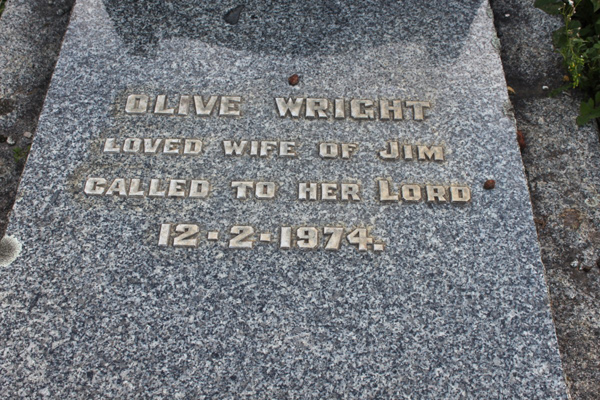 OLIVE WRIGHT
LOVED WIFE OF JIM
CALLED TO HER LORD
12-2-1974.